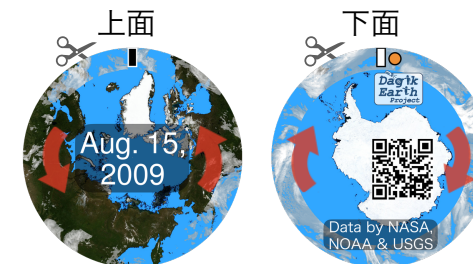 上面
下面
Aug. 15,
2009
Dagik
Earth
Project
Data by NASA,
NOAA & USGS